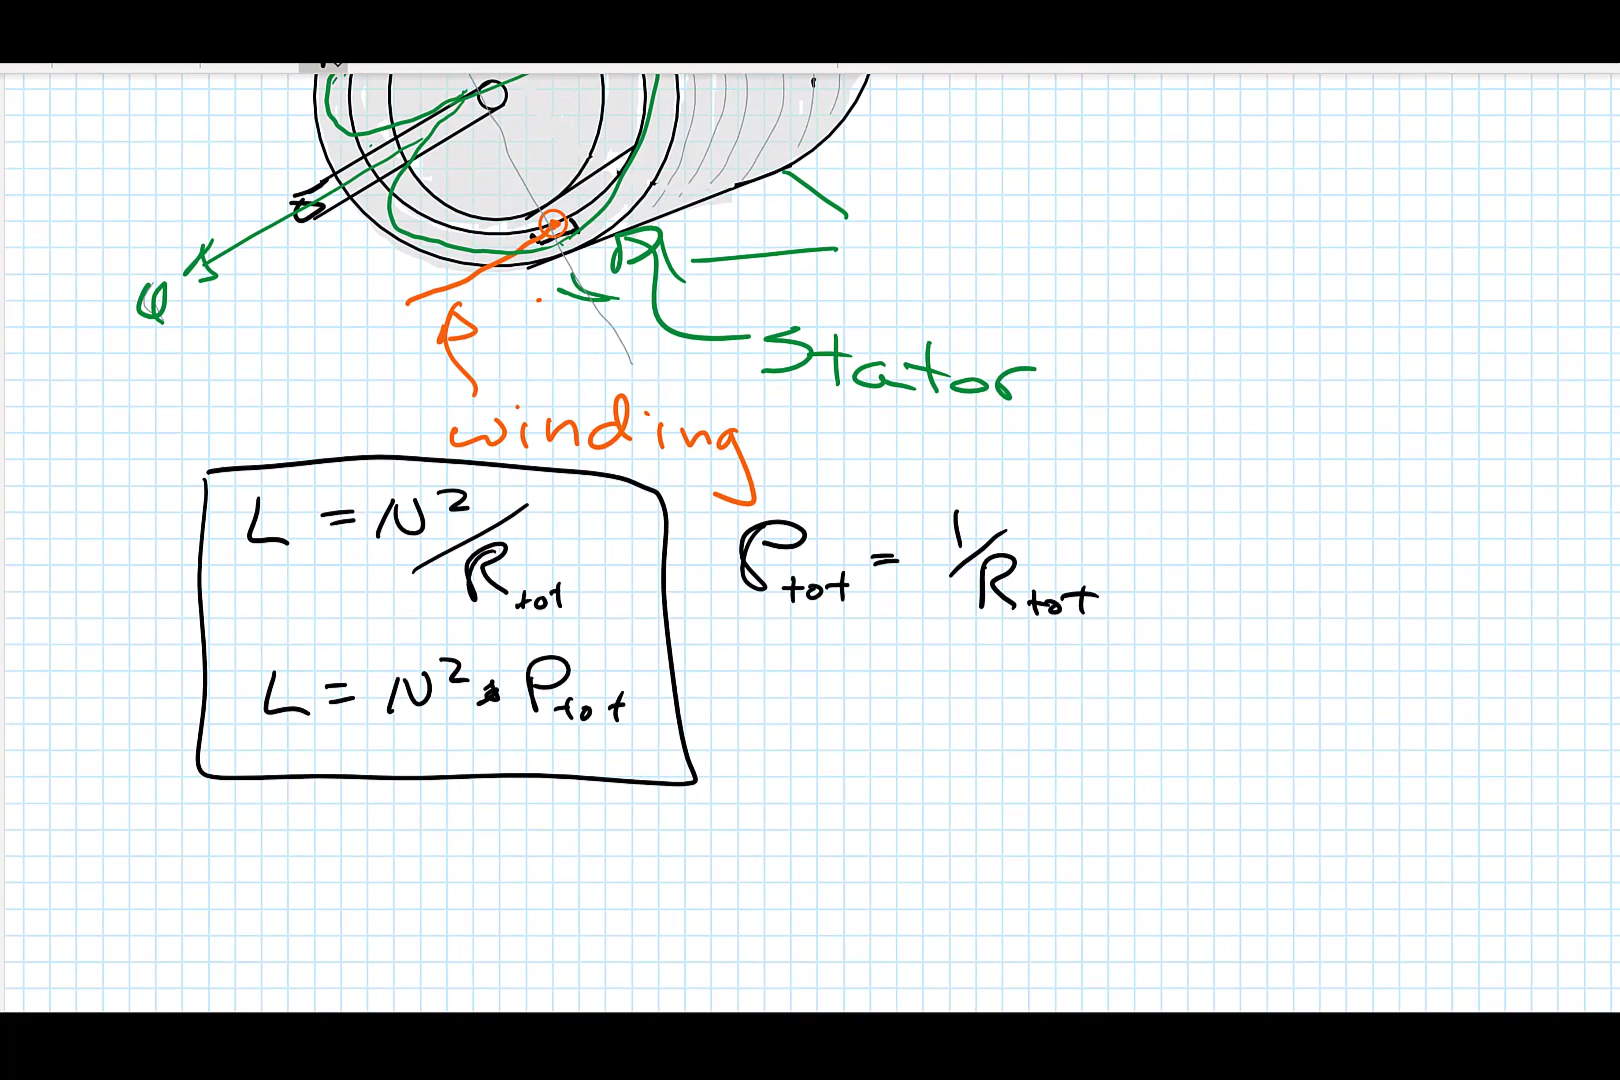 φ
Stator
winding
L = N²/R_tot
P_tot = 1/R_tot
L = N² * P_tot